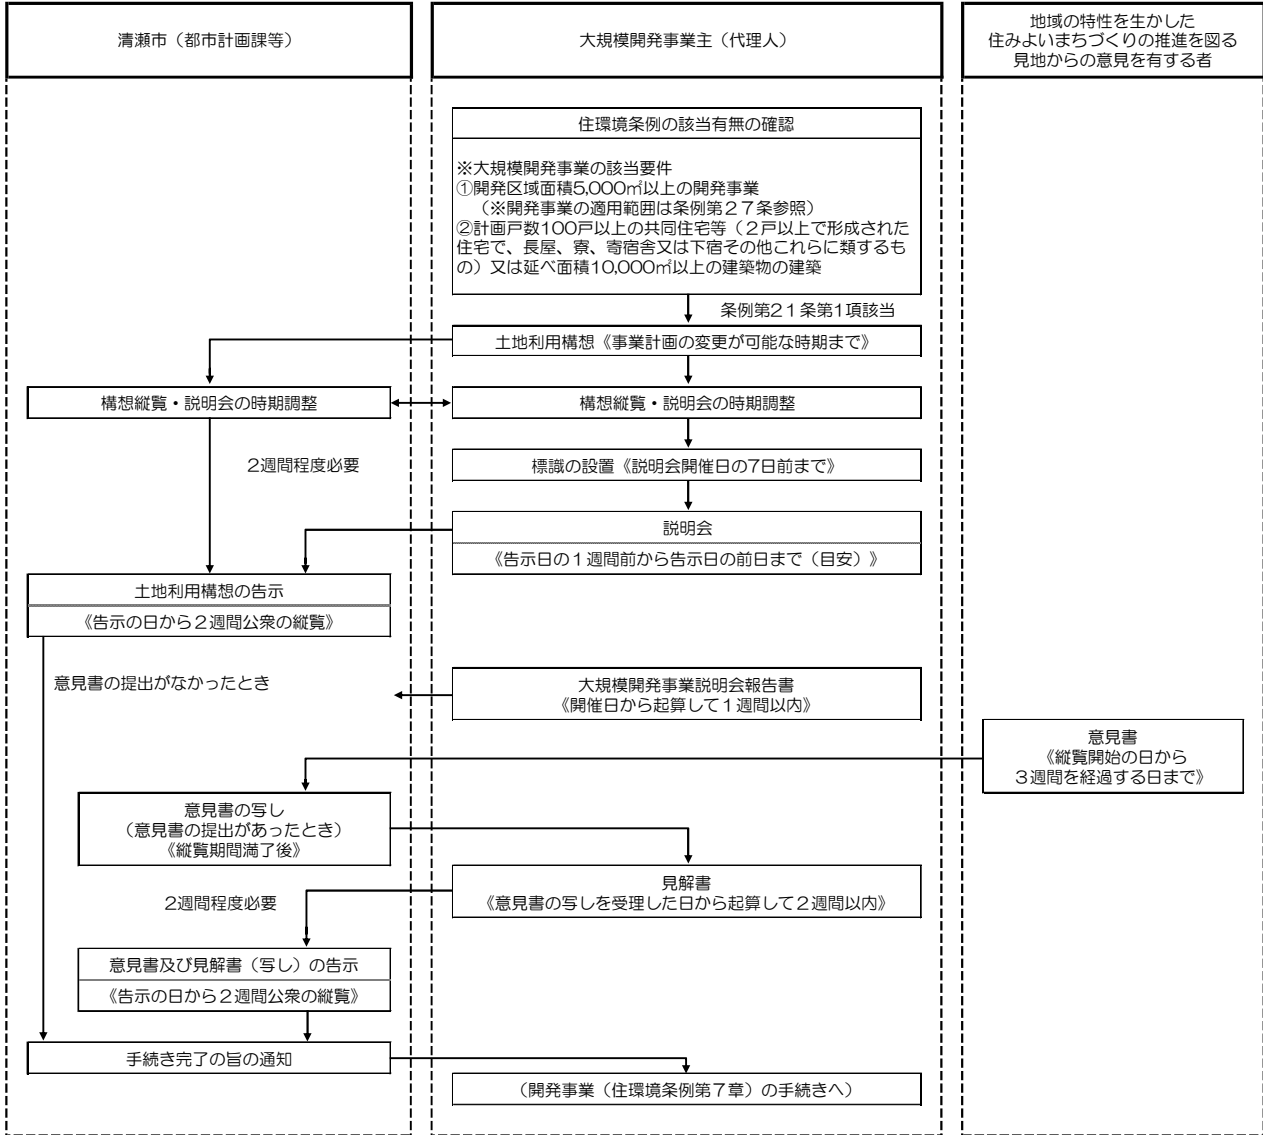 清瀬市（都市計画課等）
大規模開発事業主（代理人）
地域の特性を生かした
住みよいまちづくりの推進を図る
見地からの意見を有する者
住環境条例の該当有無の確認
※大規模開発事業の該当要件
①開発区域面積5,000㎡以上の開発事業
（※開発事業の適用範囲は条例第２７条参照）
②計画戸数100戸以上の共同住宅等（２戸以上で形成された
住宅で、長屋、寮、寄宿舎又は下宿その他これらに類するも
の）又は延べ面積10,000㎡以上の建築物の建築
条例第２１条第1項該当
土地利用構想《事業計画の変更が可能な時期まで》
構想縦覧・説明会の時期調整
構想縦覧・説明会の時期調整
2週間程度必要
標識の設置《説明会開催日の7日前まで》
説明会
《告示日の１週間前から告示日の前日まで（目安）》
土地利用構想の告示
《告示の日から２週間公衆の縦覧》
意見書の提出がなかったとき
大規模開発事業説明会報告書
《開催日から起算して１週間以内》
意見書
《縦覧開始の日から
３週間を経過する日まで》
意見書の写し
（意見書の提出があったとき）
《縦覧期間満了後》
見解書
《意見書の写しを受理した日から起算して２週間以内》
2週間程度必要
意見書及び見解書（写し）の告示
《告示の日から２週間公衆の縦覧》
手続き完了の旨の通知
（開発事業（住環境条例第７章）の手続きへ）